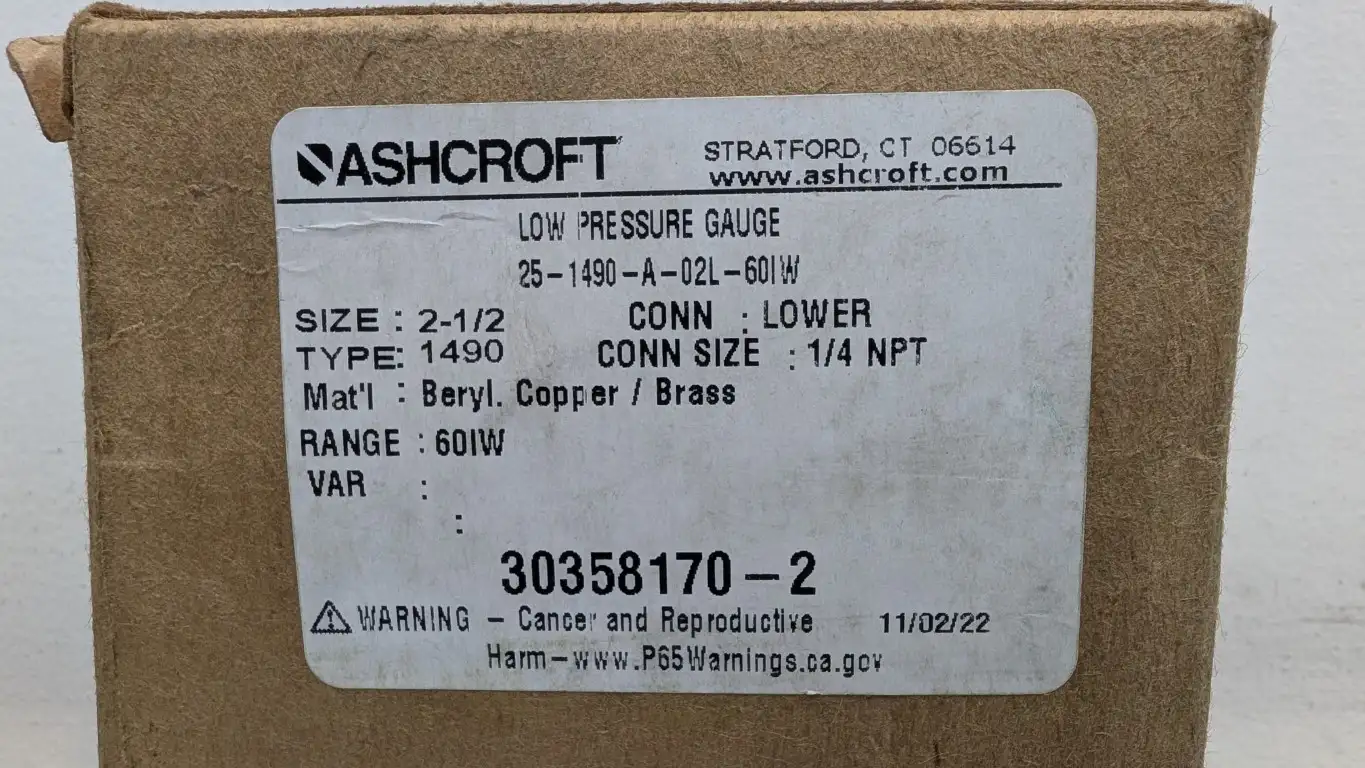 ASHCROFT
STRATFORD, CT 06614
www.ashcroft.com
LOW PRESSURE GAUGE
25-1490-A-02L-60IW
SIZE : 2-1/2 CONN : LOWER
TYPE: 1490 CONN SIZE : 1/4 NPT
Mat'l : Beryl. Copper / Brass
RANGE : 60IW
VAR :
:
30358170-2
⚠ WARNING - Cancer and Reproductive 11/02/22
Harm-www.P65Warnings.ca.gov